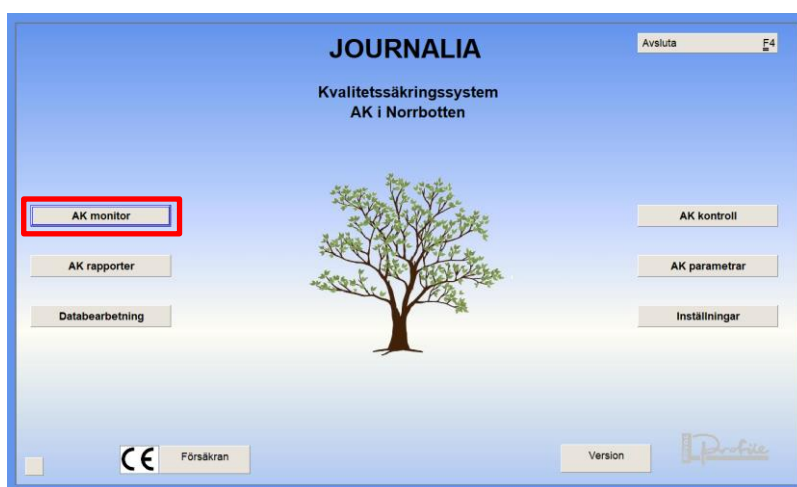 JOURNALIA
Avsluta F4
Kvalitetssäkringssystem
AK i Norrbotten
AK monitor
AK kontroll
AK rapporter
AK parametrar
Databearbetning
Inställningar
CE
Försäkran
Version
Profile